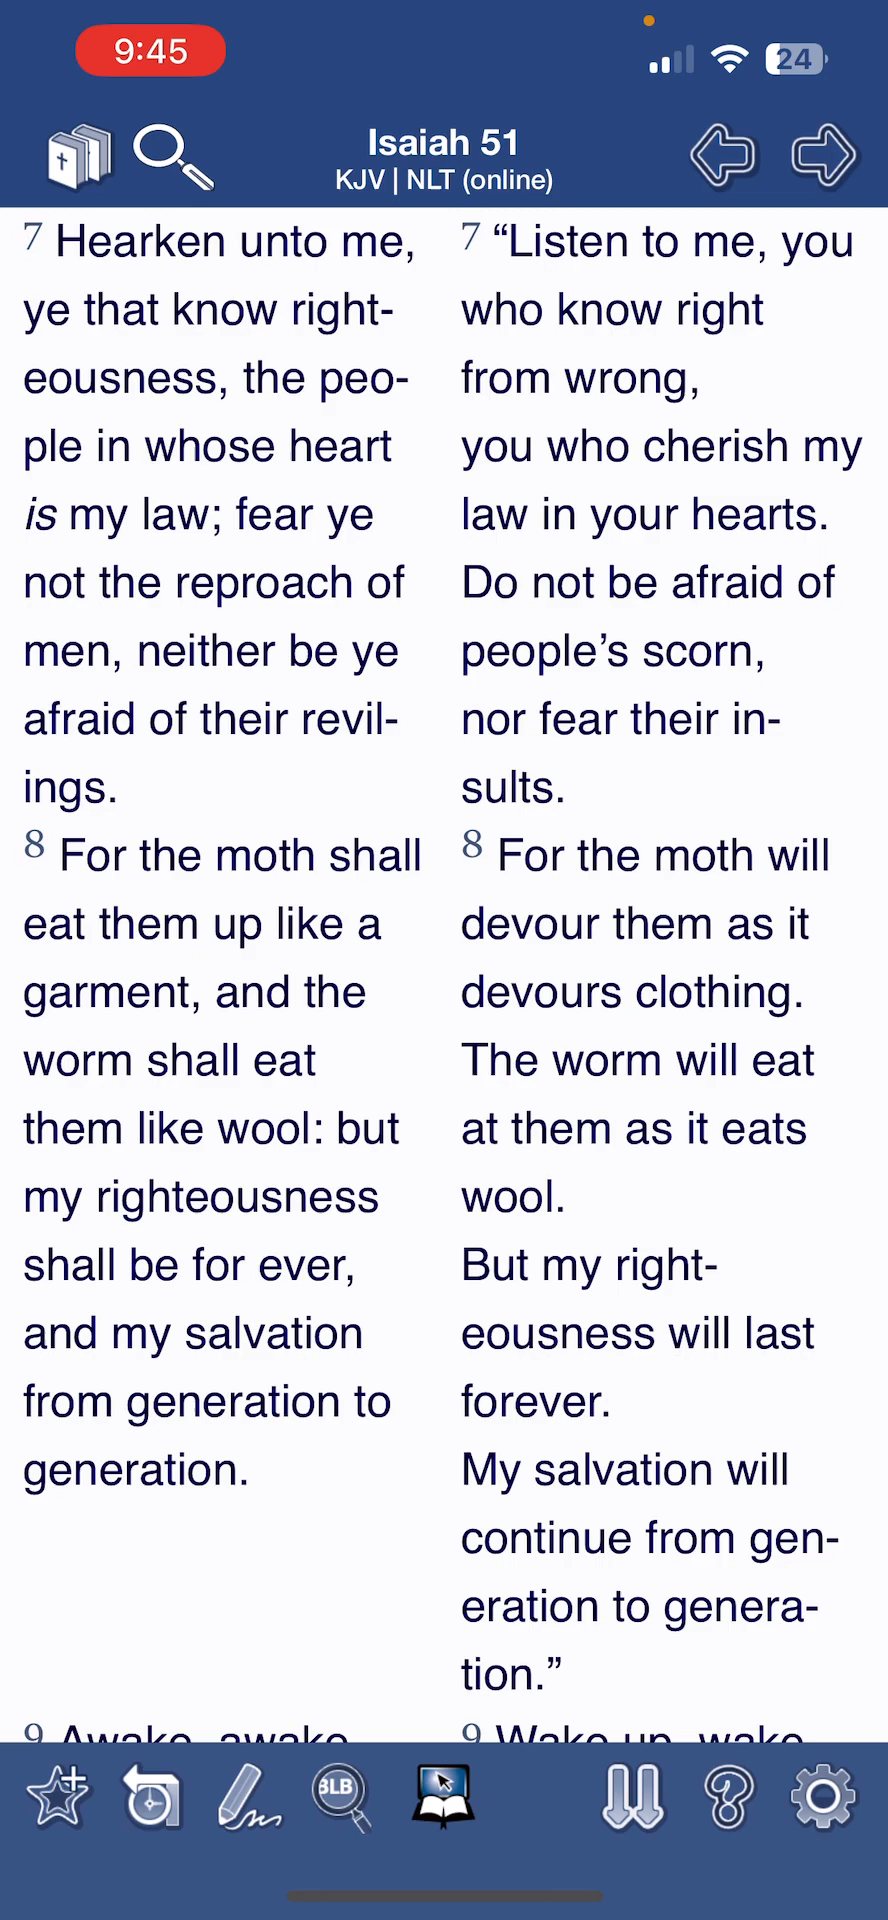 9:45
24
Isaiah 51
KJV | NLT (online)
7 Hearken unto me,
ye that know right-
eousness, the peo-
ple in whose heart
is my law; fear ye
not the reproach of
men, neither be ye
afraid of their revil-
ings.
8 For the moth shall
eat them up like a
garment, and the
worm shall eat
them like wool: but
my righteousness
shall be for ever,
and my salvation
from generation to
generation.
9 Awake, awake,
7 “Listen to me, you
who know right
from wrong,
you who cherish my
law in your hearts.
Do not be afraid of
people’s scorn,
nor fear their in-
sults.
8 For the moth will
devour them as it
devours clothing.
The worm will eat
at them as it eats
wool.
But my right-
eousness will last
forever.
My salvation will
continue from gen-
eration to genera-
tion.”
9 Wake up, wake
BLB